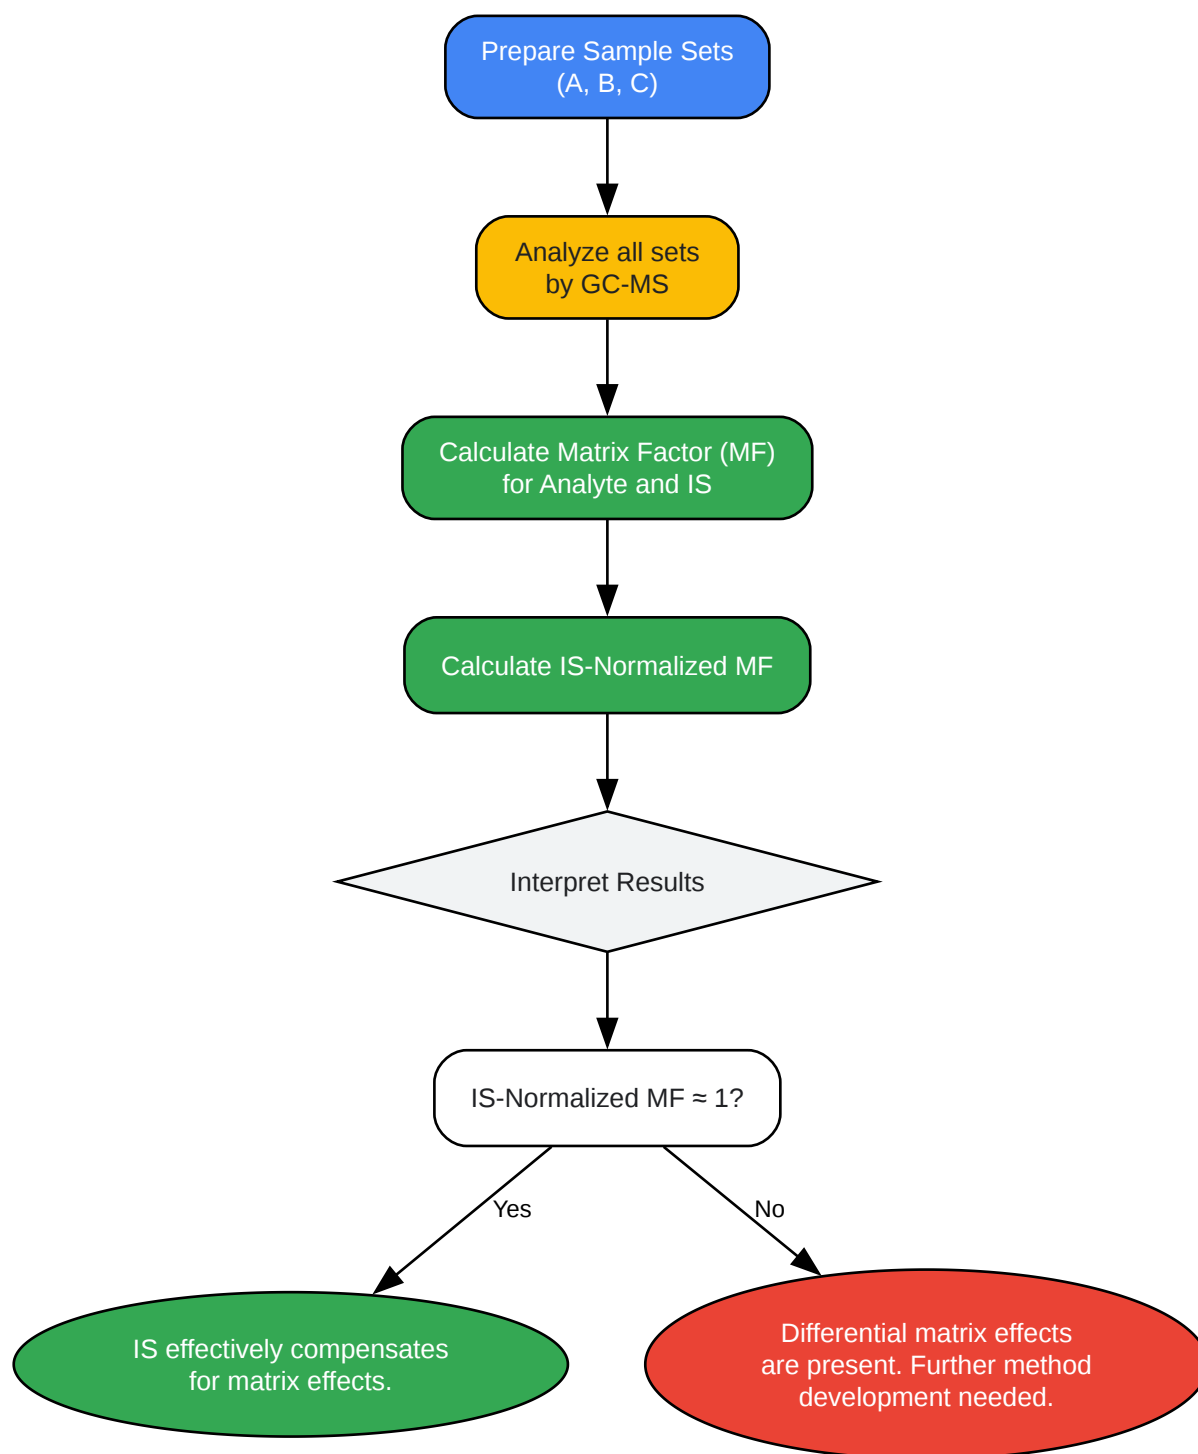 Prepare Sample Sets
(A, B, C)
Analyze all sets
by GC-MS
Calculate Matrix Factor (MF)
for Analyte and IS
Calculate IS-Normalized MF
Interpret Results
IS-Normalized MF ≈ 1?
Yes
No
IS effectively compensates
for matrix effects.
Differential matrix effects
are present. Further method
development needed.